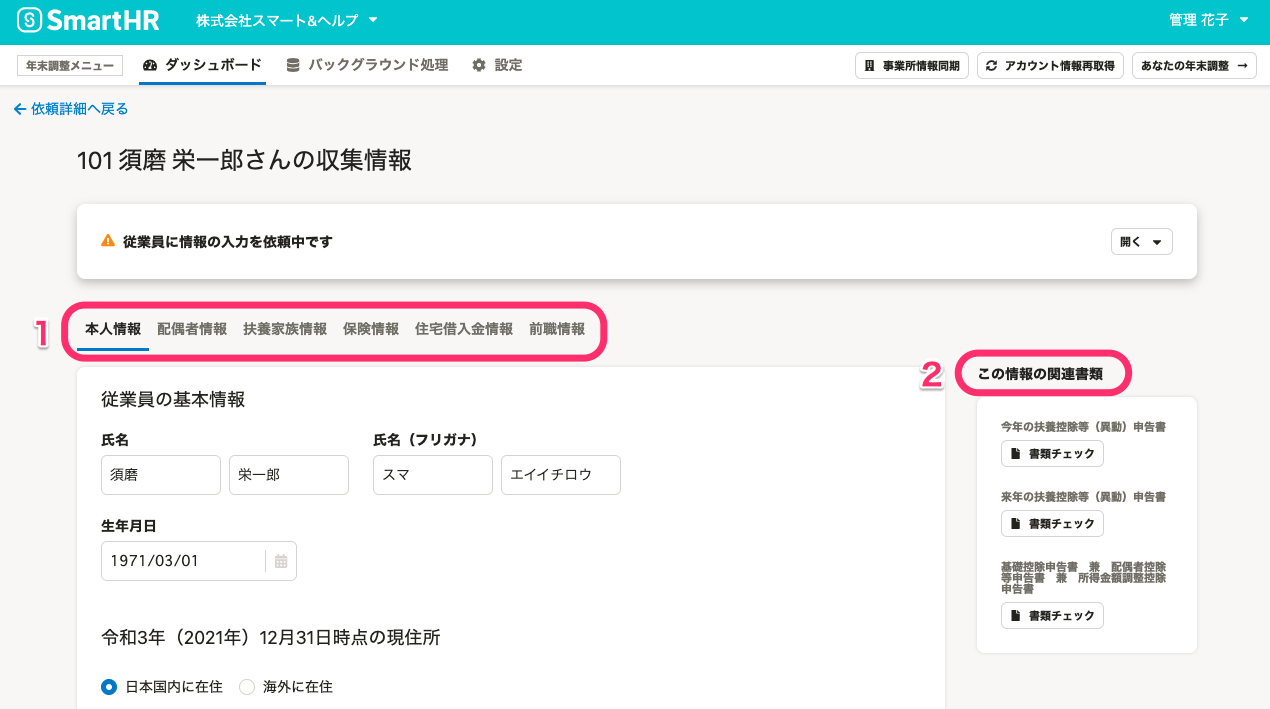 SmartHR 株式会社スマート&ヘルプ 管理 花子
年末調整メニュー ダッシュボード バックグラウンド処理 設定 事業所情報同期 アカウント情報再取得 あなたの年末調整 →
← 依頼詳細へ戻る
101 須磨 栄一郎さんの収集情報
従業員に情報の入力を依頼中です 開く
1 本人情報 配偶者情報 扶養家族情報 保険情報 住宅借入金情報 前職情報
2 この情報の関連書類
従業員の基本情報
氏名 氏名（フリガナ）
須磨 栄一郎 スマ エイイチロウ
生年月日
1971/03/01
令和3年（2021年）12月31日時点の現住所
日本国内に在住 海外に在住
今年の扶養控除等（異動）申告書
書類チェック
来年の扶養控除等（異動）申告書
書類チェック
基礎控除申告書　兼　配偶者控除
等申告書　兼　所得金額調整控除
申告書
書類チェック